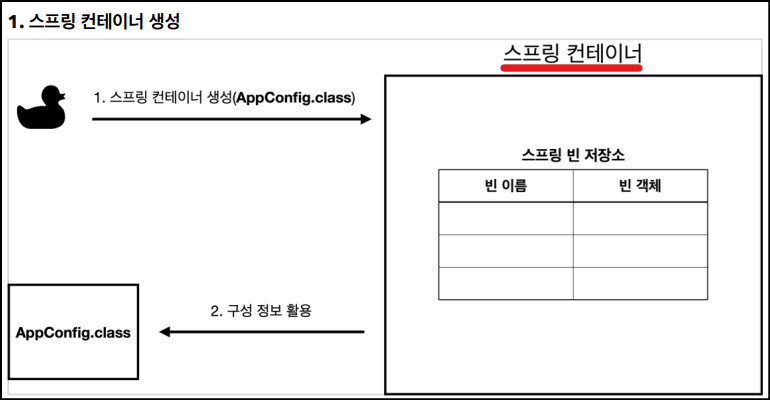 1. 스프링 컨테이너 생성
스프링 컨테이너
1. 스프링 컨테이너 생성(AppConfig.class)
스프링 빈 저장소
빈 이름 빈 객체
2. 구성 정보 활용
AppConfig.class